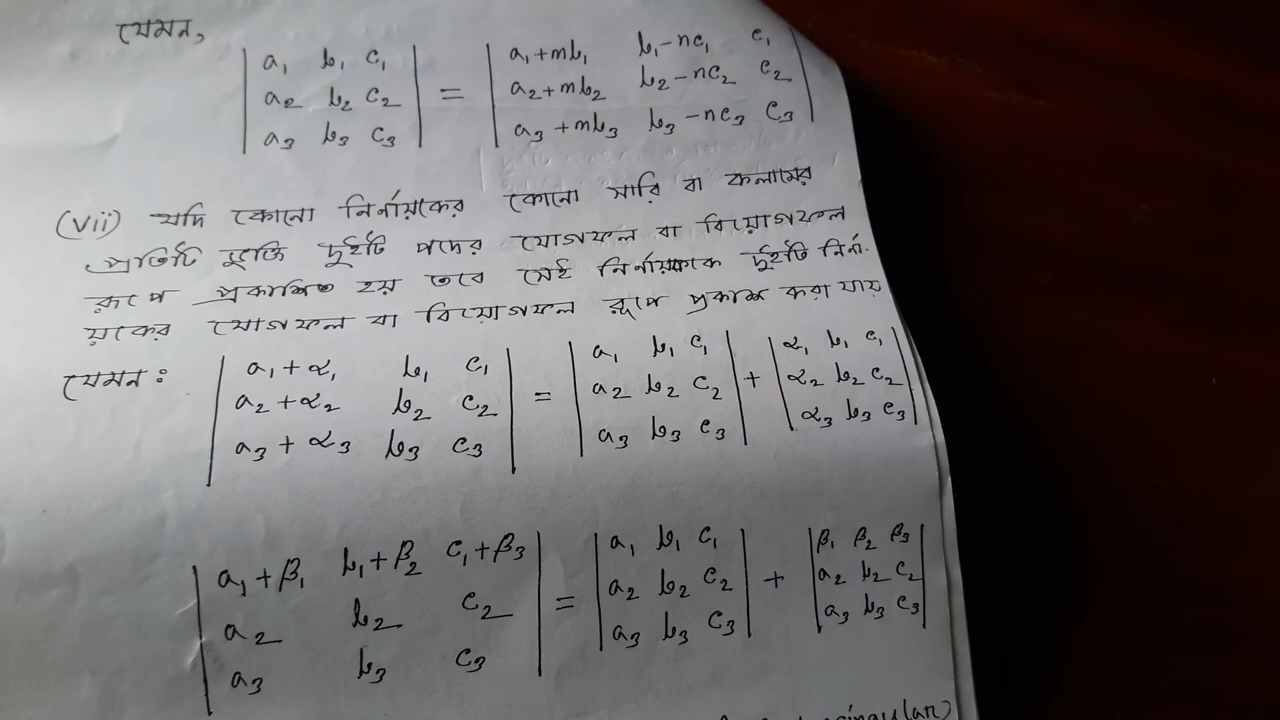 যেমন,
| a₁ b₁ c₁ | | a₁+mb₁ b₁-nc₁ c₁ |
| a₂ b₂ c₂ | = | a₂+mb₂ b₂-nc₂ c₂ |
| a₃ b₃ c₃ | | a₃+mb₃ b₃-nc₃ c₃ |
(vii) যদি কোনো নির্নায়কের কোনো সারি বা কলামের
প্রতিটি ভুক্তি দুইটি পদের যোগফল বা বিয়োগফল
রূপে প্রকাশিত হয় তবে সেই নির্নায়ককে দুইটি নির্না-
য়কের যোগফল বা বিয়োগফল রূপে প্রকাশ করা যায়
যেমন: | a₁+α₁ b₁ c₁ | | a₁ b₁ c₁ | | α₁ b₁ c₁ |
| a₂+α₂ b₂ c₂ | = | a₂ b₂ c₂ | + | α₂ b₂ c₂ |
| a₃+α₃ b₃ c₃ | | a₃ b₃ c₃ | | α₃ b₃ c₃ |
| a₁+β₁ b₁+β₂ c₁+β₃ | | a₁ b₁ c₁ | | β₁ β₂ β₃ |
| a₂ b₂ c₂ | = | a₂ b₂ c₂ | + | a₂ b₂ c₂ |
| a₃ b₃ c₃ | | a₃ b₃ c₃ | | a₃ b₃ c₃ |